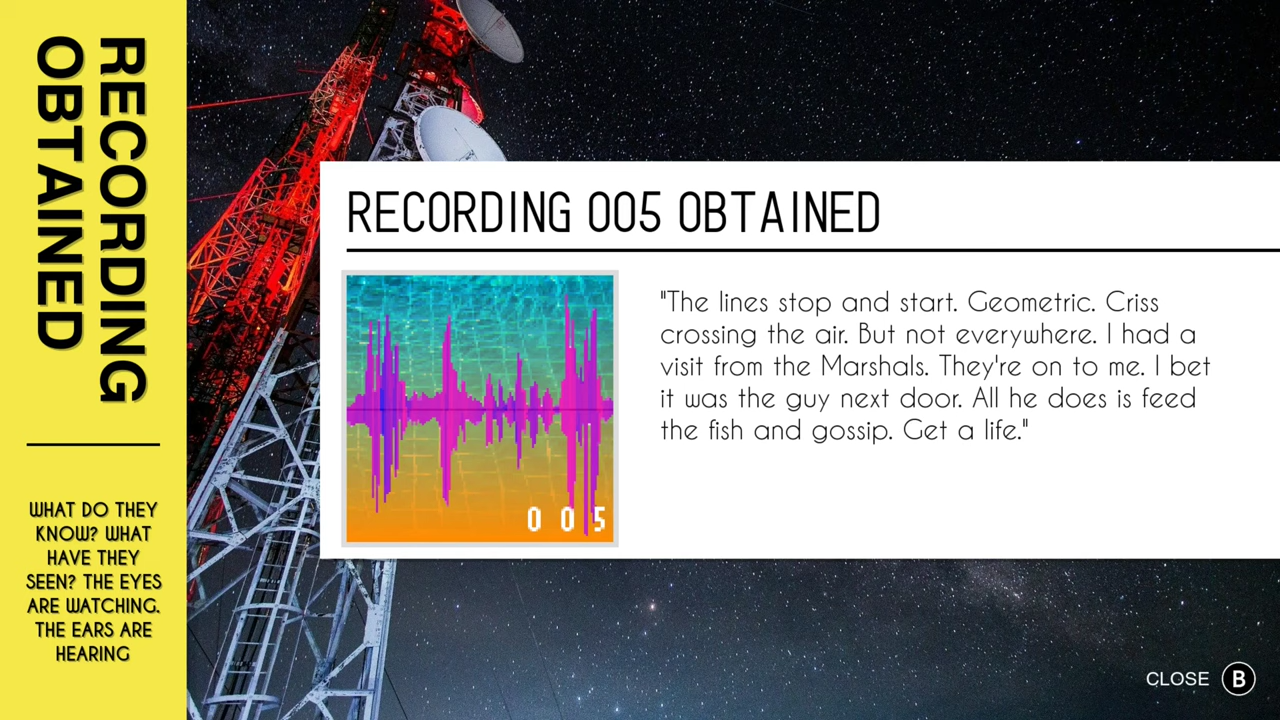 RECORDING
OBTAINED
WHAT DO THEY
KNOW? WHAT
HAVE THEY
SEEN? THE EYES
ARE WATCHING.
THE EARS ARE
HEARING
RECORDING 005 OBTAINED
005
"The lines stop and start. Geometric. Criss
crossing the air. But not everywhere. I had a
visit from the Marshals. They're on to me. I bet
it was the guy next door. All he does is feed
the fish and gossip. Get a life."
CLOSE B